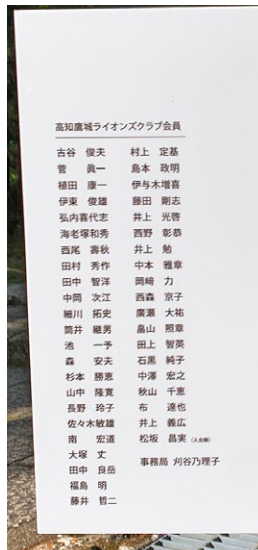 高知鷹城ライオンズクラブ会員
古谷 俊夫
菅 眞一
植田 康一
伊東 俊雄
弘内喜代志
海老塚和秀
西尾 壽秋
田村 秀作
田中 智洋
中岡 次江
細川 拓史
筒井 継男
池 一予
森 安夫
杉本 勝恵
山中 隆寛
長野 玲子
佐々木敏雄
南 宏道
大塚 丈
田中 良岳
福島 明
藤井 哲二
村上 定基
島本 政明
伊与木増喜
藤田 剛志
井上 光啓
西野 彰恭
井上 勉
中本 雅章
岡﨑 力
西森 京子
廣瀬 大祐
畠山 照章
田上 智英
石黒 純子
中澤 宏之
秋山 千恵
布 達也
井上 義広
松坂 昌実
事務局 刈谷乃理子